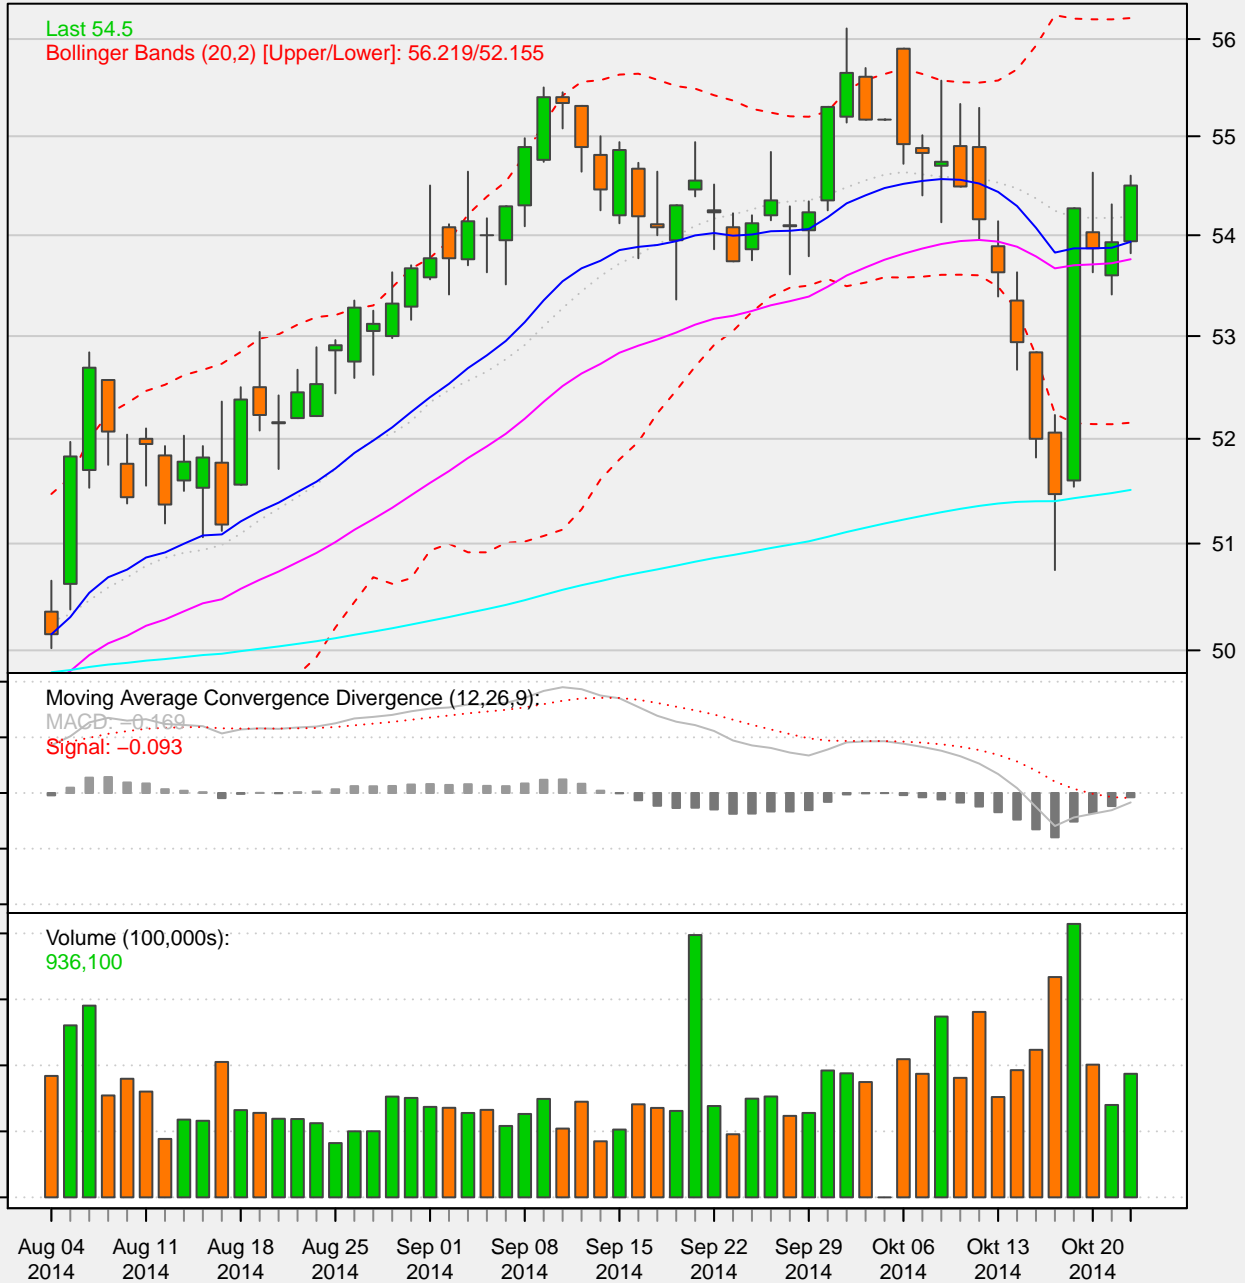 Last 54.5
Bollinger Bands (20,2) [Upper/Lower]: 56.219/52.155
56
55
54
53
52
51
50
Moving Average Convergence Divergence (12,26,9):
MACD: −0.169
Signal: −0.093
Volume (100,000s):
936,100
Aug 04 Aug 11 Aug 18 Aug 25 Sep 01 Sep 08 Sep 15 Sep 22 Sep 29 Okt 06 Okt 13 Okt 20
2014 2014 2014 2014 2014 2014 2014 2014 2014 2014 2014 2014